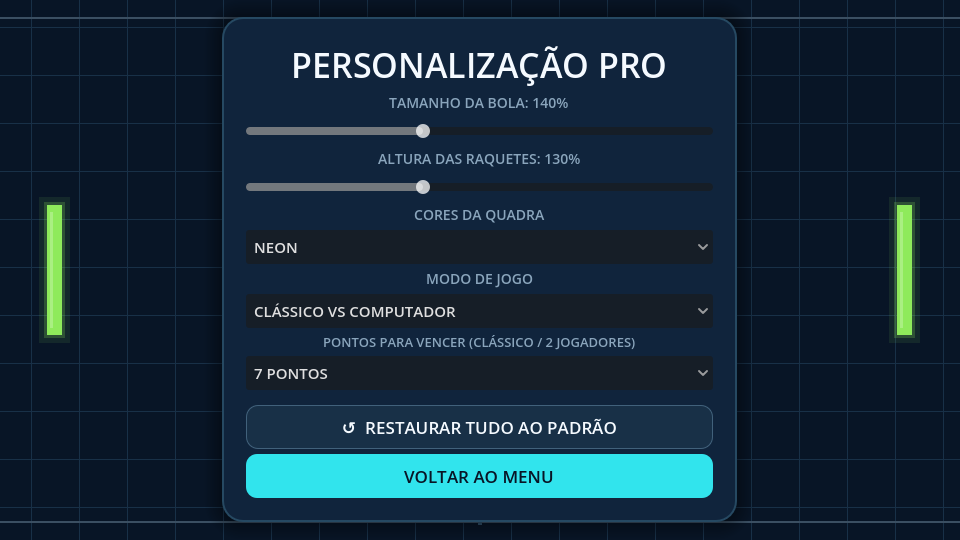 PERSONALIZAÇÃO PRO
TAMANHO DA BOLA: 140%
ALTURA DAS RAQUETES: 130%
CORES DA QUADRA
NEON
MODO DE JOGO
CLÁSSICO VS COMPUTADOR
PONTOS PARA VENCER (CLÁSSICO / 2 JOGADORES)
7 PONTOS
↺ RESTAURAR TUDO AO PADRÃO
VOLTAR AO MENU